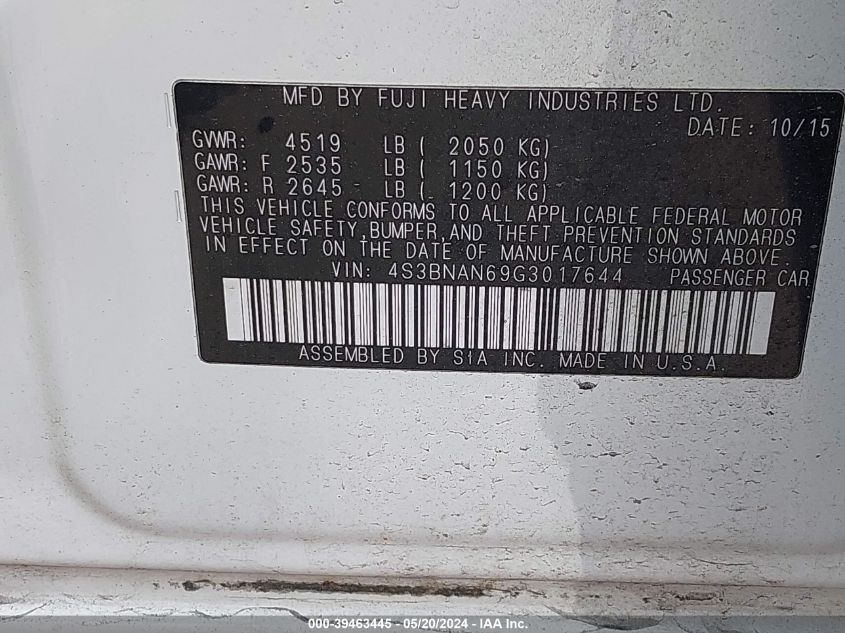 MFD BY FUJI HEAVY INDUSTRIES LTD.
DATE: 10/15
GVWR: 4519 LB ( 2050 KG)
GAWR: F 2535 LB ( 1150 KG)
GAWR: R 2645 LB ( 1200 KG)
THIS VEHICLE CONFORMS TO ALL APPLICABLE FEDERAL MOTOR
VEHICLE SAFETY,BUMPER,AND THEFT PREVENTION STANDARDS
IN EFFECT ON THE DATE OF MANUFACTURE SHOWN ABOVE.
VIN: 4S3BNAN69G3017644 PASSENGER CAR
ASSEMBLED BY SIA INC. MADE IN U.S.A.
000-39463445 - 05/20/2024 - IAA Inc.